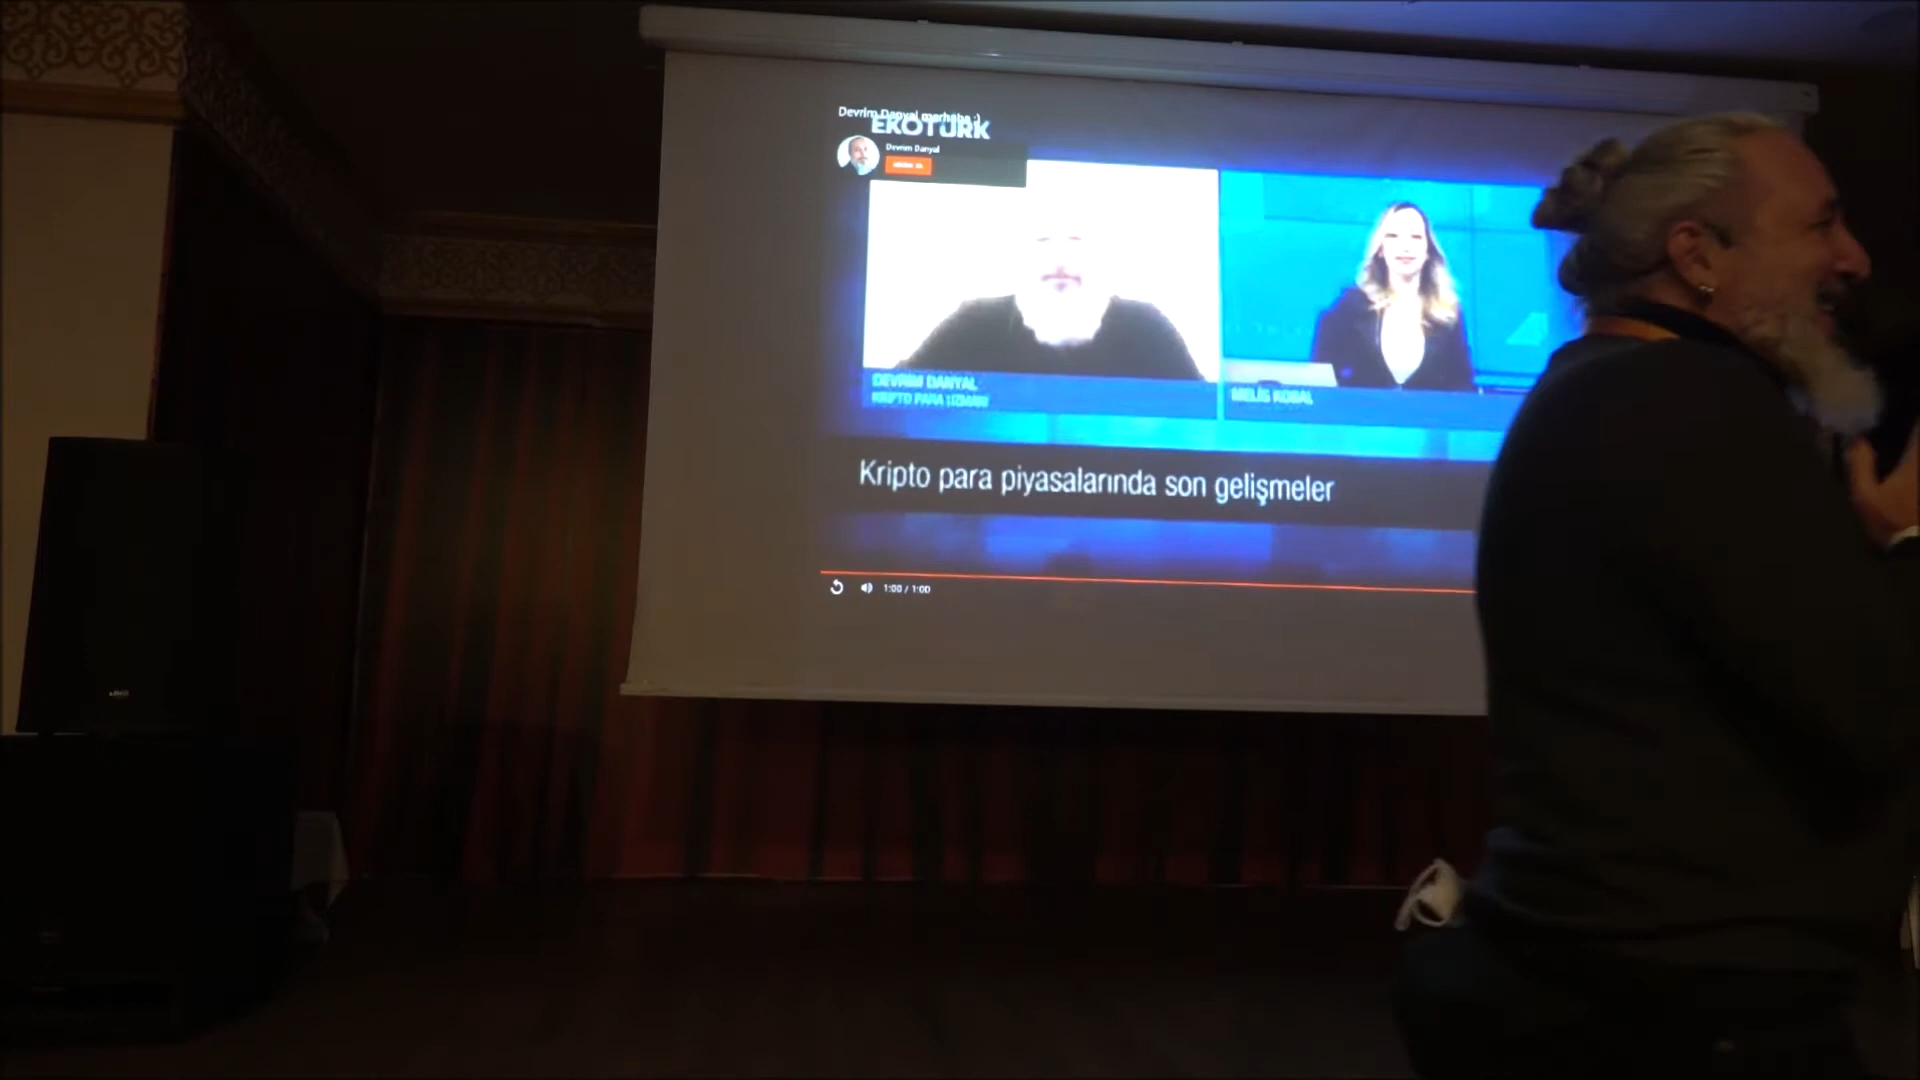 Devrim Danyal merhaba :)
EKOTÜRK
Devrim Danyal
DEVRİM DANYAL
KRİPTO PARA UZMANI
MELİS KOBAL
Kripto para piyasalarında son gelişmeler
1:00 / 1:00